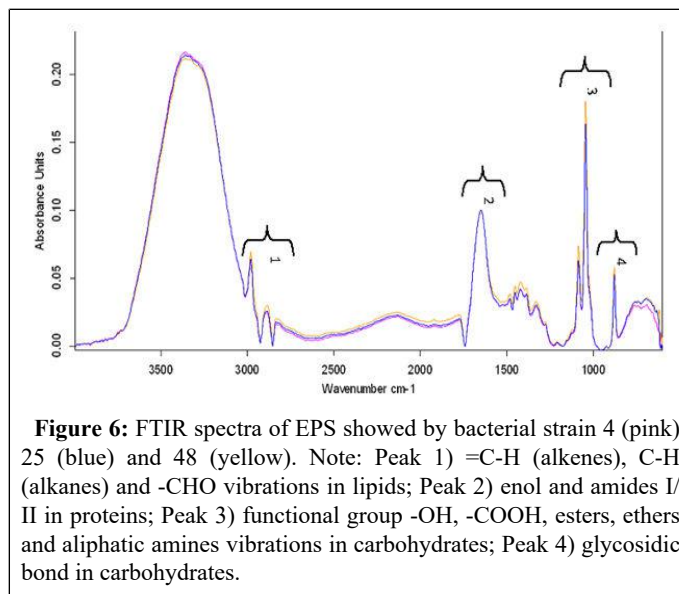 0.20
0.15
0.10
0.05
0.00
Absorbance Units
1
2
3
4
3500
3000
2500
2000
1500
1000
Wavenumber cm-1
Figure 6: FTIR spectra of EPS showed by bacterial strain 4 (pink)
25 (blue) and 48 (yellow). Note: Peak 1) =C-H (alkenes), C-H
(alkanes) and -CHO vibrations in lipids; Peak 2) enol and amides I/
II in proteins; Peak 3) functional group -OH, -COOH, esters, ethers
and aliphatic amines vibrations in carbohydrates; Peak 4) glycosidic
bond in carbohydrates.